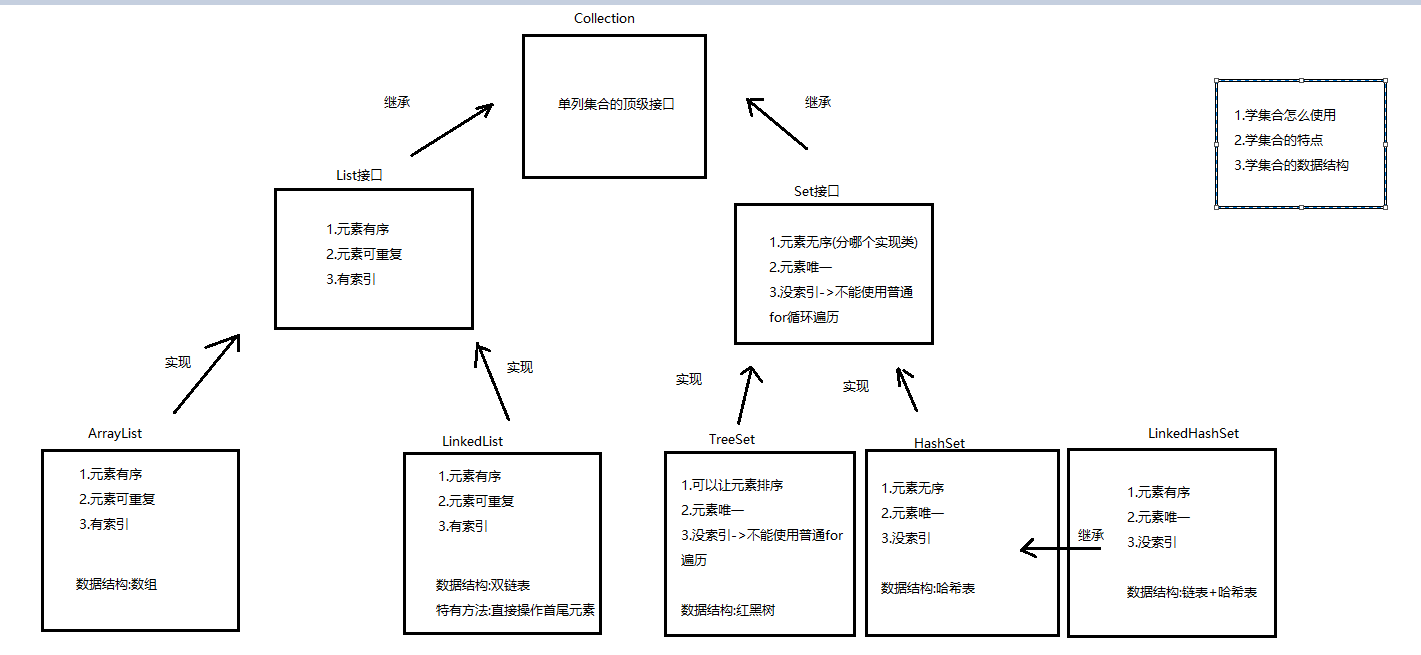 Collection
单列集合的顶级接口
继承
继承
1.学集合怎么使用
2.学集合的特点
3.学集合的数据结构
List接口
1.元素有序
2.元素可重复
3.有索引
Set接口
1.元素无序(分哪个实现类)
2.元素唯一
3.没索引->不能使用普通
for循环遍历
实现
实现
实现
实现
ArrayList
1.元素有序
2.元素可重复
3.有索引
数据结构:数组
LinkedList
1.元素有序
2.元素可重复
3.有索引
数据结构:双链表
特有方法:直接操作首尾元素
TreeSet
1.可以让元素排序
2.元素唯一
3.没索引->不能使用普通for
遍历
数据结构:红黑树
HashSet
1.元素无序
2.元素唯一
3.没索引
数据结构:哈希表
继承
LinkedHashSet
1.元素有序
2.元素唯一
3.没索引
数据结构:链表+哈希表